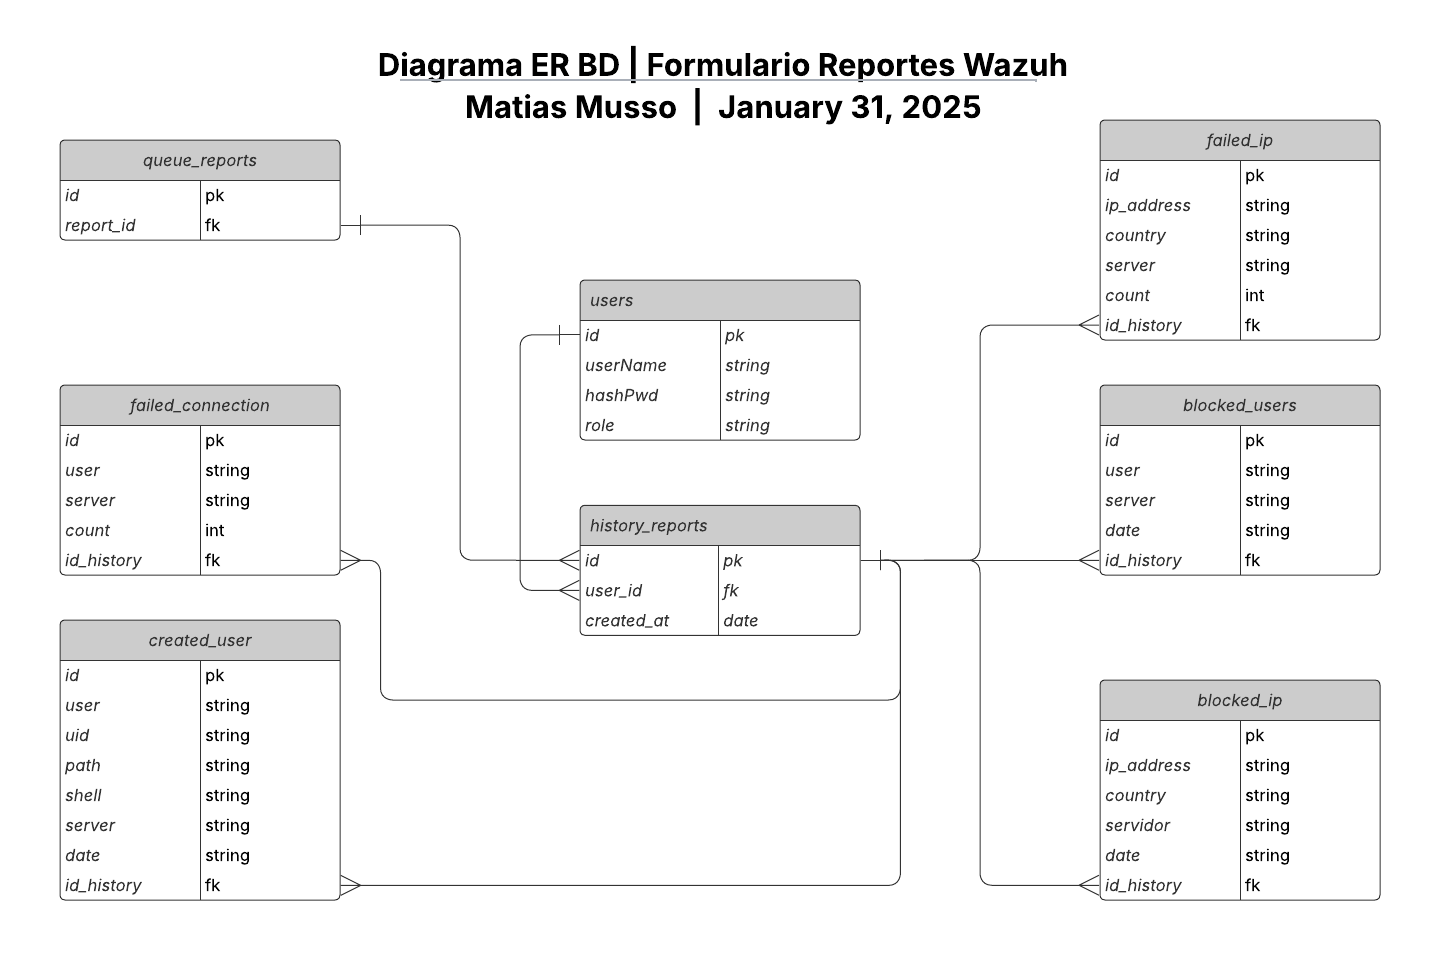 Diagrama ER BD | Formulario Reportes Wazuh
Matias Musso | January 31, 2025
queue_reports
id pk
report_id fk
failed_connection
id pk
user string
server string
count int
id_history fk
created_user
id pk
user string
uid string
path string
shell string
server string
date string
id_history fk
users
id pk
userName string
hashPwd string
role string
history_reports
id pk
user_id fk
created_at date
failed_ip
id pk
ip_address string
country string
server string
count int
id_history fk
blocked_users
id pk
user string
server string
date string
id_history fk
blocked_ip
id pk
ip_address string
country string
servidor string
date string
id_history fk